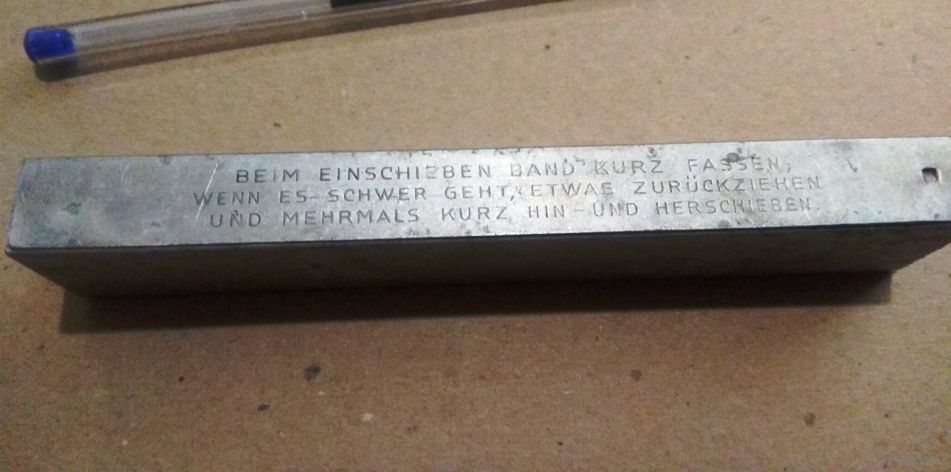 BEIM EINSCHIEBEN BAND KURZ FASSEN,
WENN ES SCHWER GEHT, ETWAS ZURÜCKZIEHEN
UND MEHRMALS KURZ HIN-UND HERSCHIEBEN.